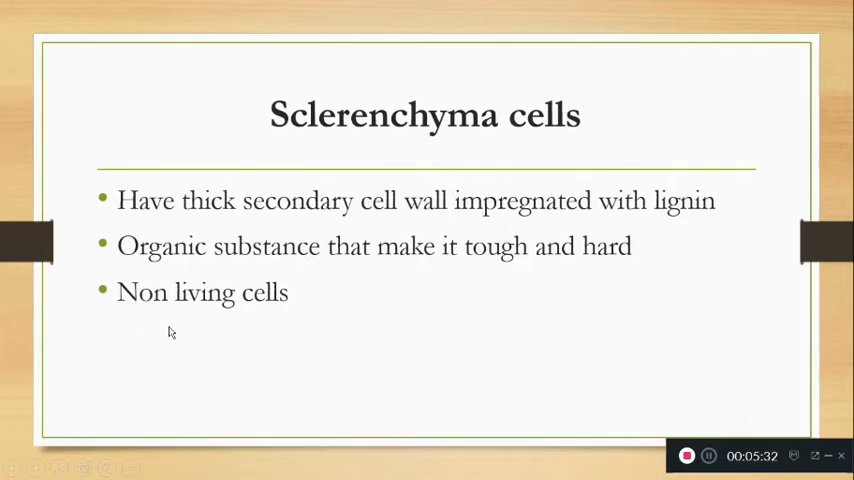 Sclerenchyma cells
• Have thick secondary cell wall impregnated with lignin
• Organic substance that make it tough and hard
• Non living cells
00:05:32